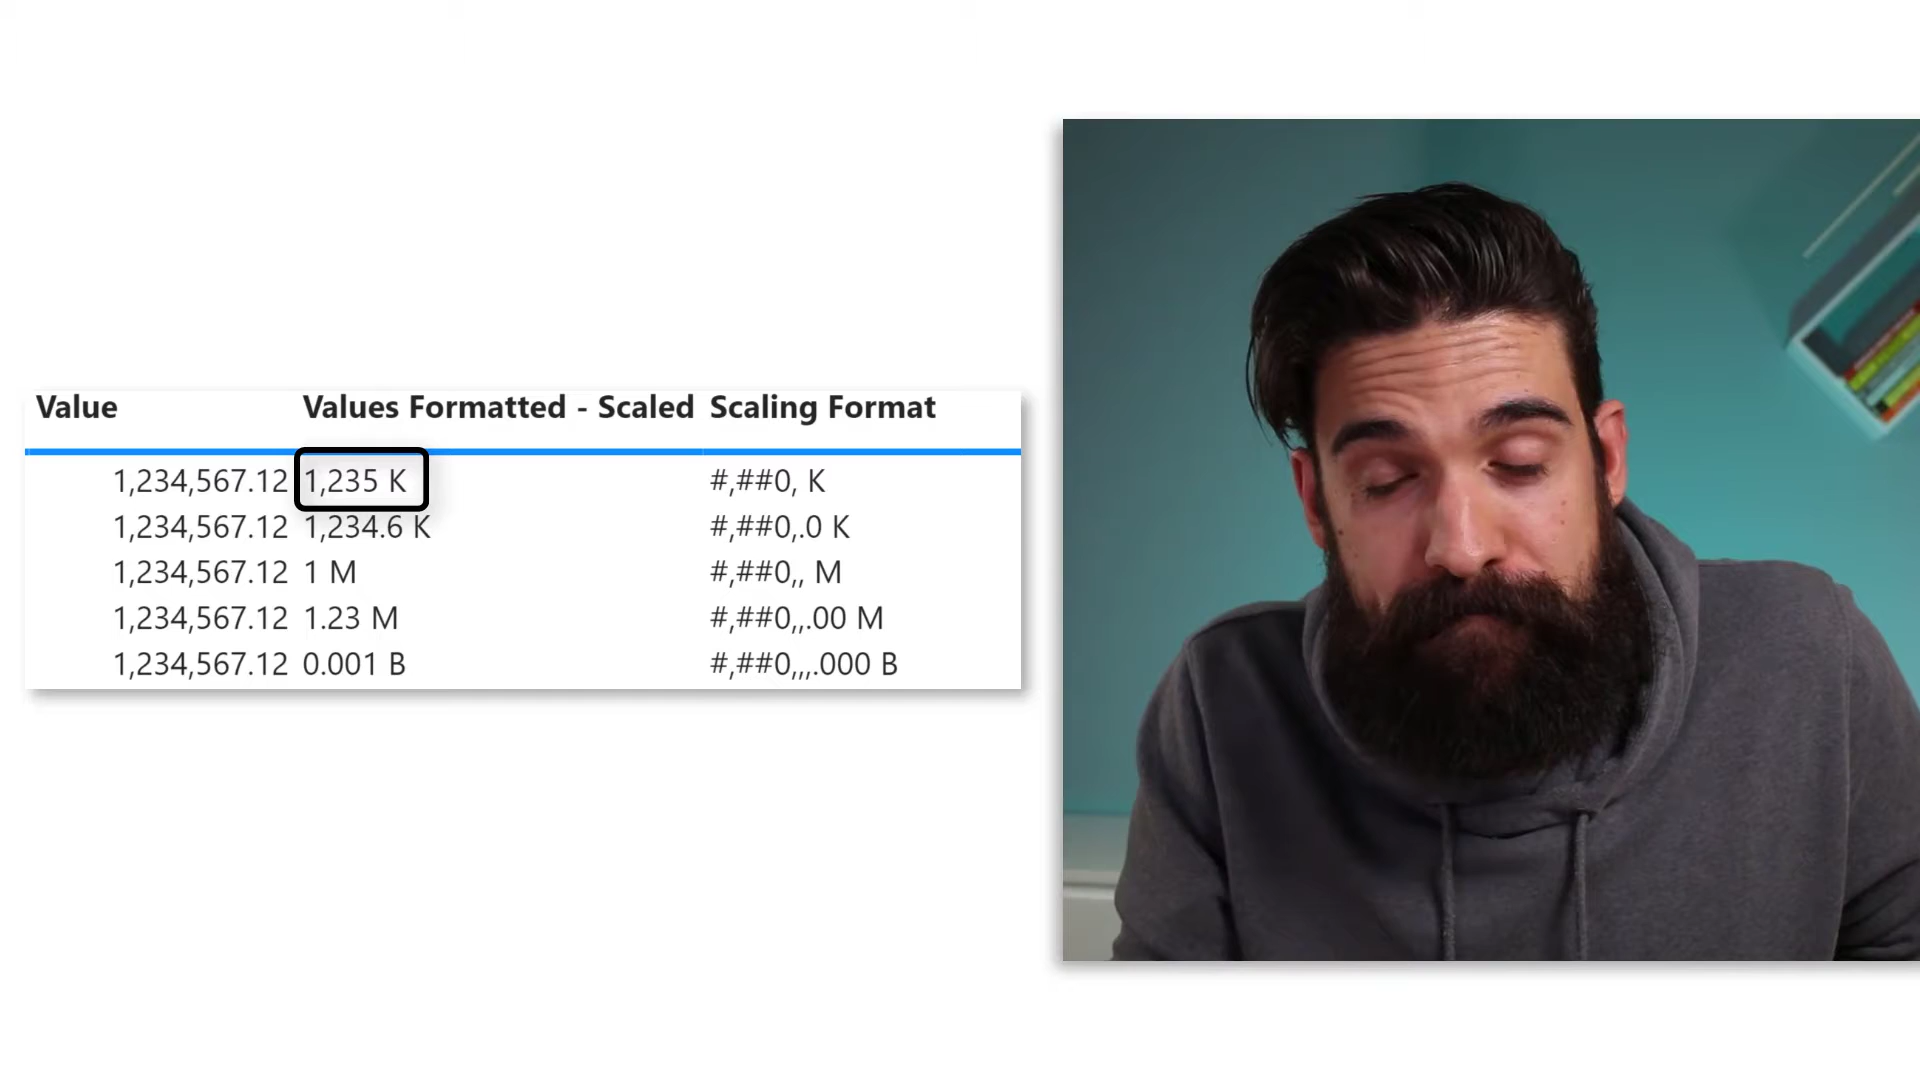 Value Values Formatted - Scaled Scaling Format
1,234,567.12 1,235 K #,##0, K
1,234,567.12 1,234.6 K #,##0,.0 K
1,234,567.12 1 M #,##0,, M
1,234,567.12 1.23 M #,##0,,.00 M
1,234,567.12 0.001 B #,##0,,,.000 B